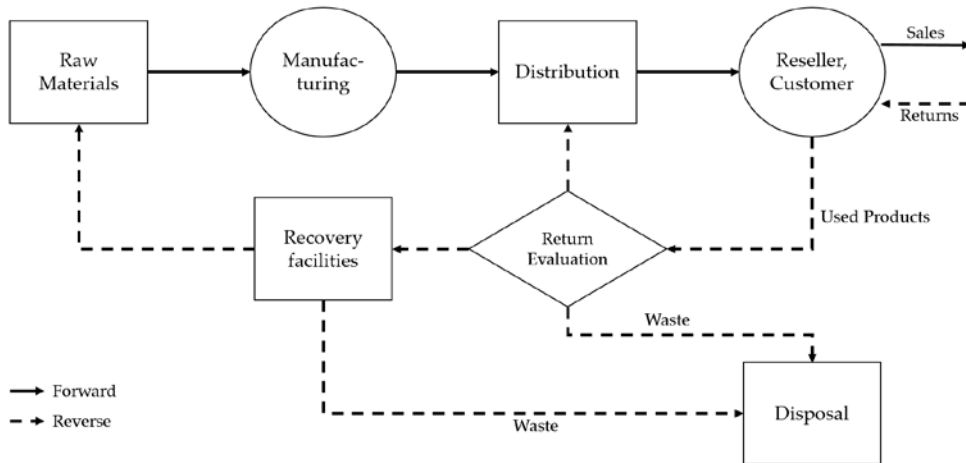 Raw
Materials
Manufac-
turing
Distribution
Reseller,
Customer
Sales
Returns
Used Products
Recovery
facilities
Return
Evaluation
Waste
Forward
Reverse
Waste
Disposal